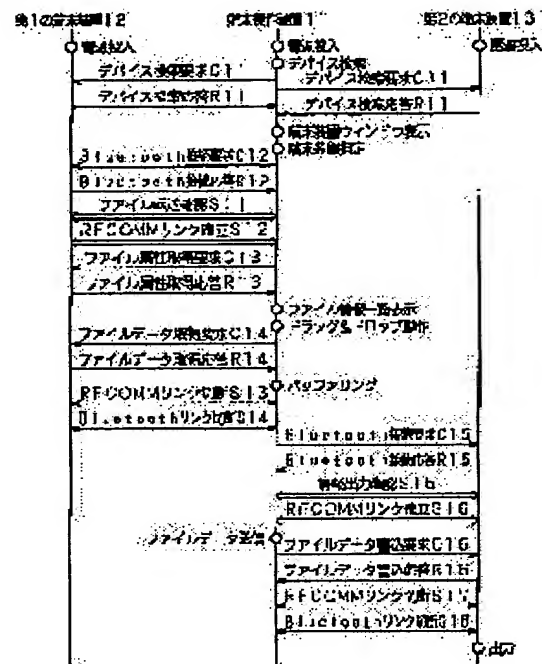 第1の端末装置12 端末操作装置1 第2の端末装置13
電源投入 電源投入 電源投入
デバイス検索
デバイス検索要求C11 デバイス検索要求C11
デバイス検索応答R11 デバイス検索応答R11
端末装置ウィンドウ表示
端末
Bluetooth接続要求C12
Bluetooth接続応答R12
ファイル転送 S11
RFCOMMリンク確立S12
ファイル属性取得要求C13
ファイル属性取得応答R13
ファイル情報一覧表示
ドラッグ&ドロップ動作
ファイルデータ取得要求C14
ファイルデータ取得応答R14
バッファリング
RFCOMMリンク切断S13
Bluetoothリンク切断S14
Bluetooth接続要求C15
Bluetooth接続応答R15
情報出力 S15
RFCOMMリンク確立S16
ファイルデータ送信
ファイルデータ書込要求C16
ファイルデータ書込応答R16
RFCOMMリンク切断S17
Bluetoothリンク切断S18
出力